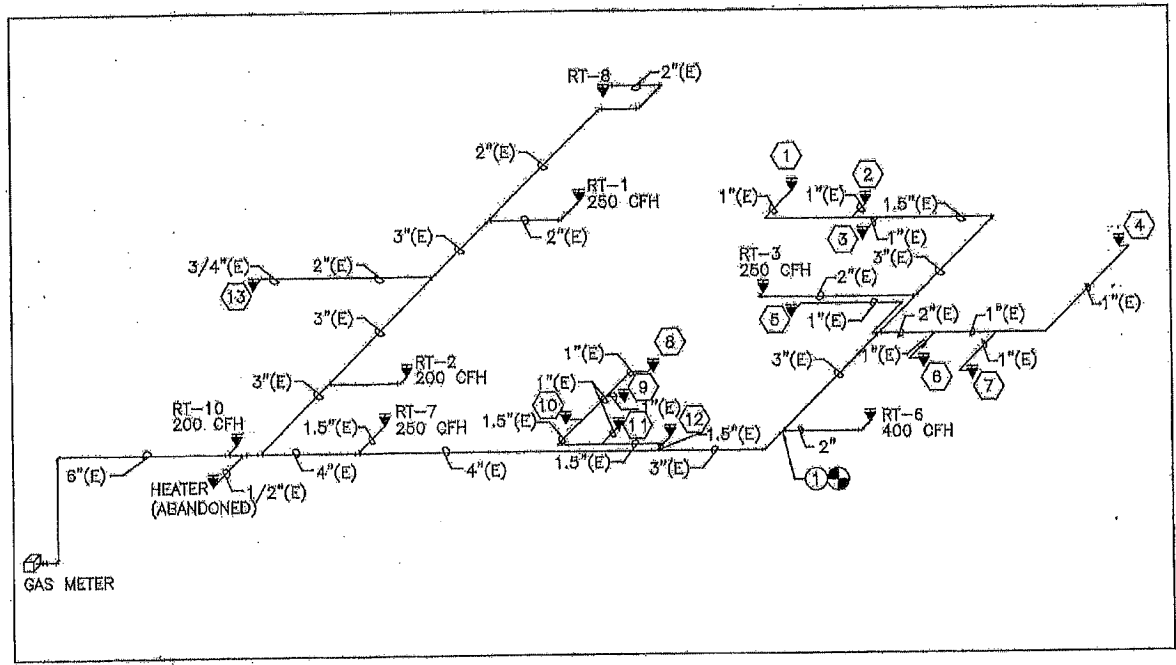 RT-8
2"(E)
2"(E)
RT-1
250 CFH
2"(E)
3"(E)
3/4"(E)
2"(E)
13
3"(E)
3"(E)
RT-2
200 CFH
RT-10
200 CFH
1.5"(E)
RT-7
250 CFH
6"(E)
4"(E)
4"(E)
HEATER
(ABANDONED)
1/2"(E)
GAS METER
1
2
1"(E)
1"(E)
1.5"(E)
3
1"(E)
4
RT-3
250 CFH
3"(E)
2"(E)
5
1"(E)
2"(E)
1"(E)
1"(E)
1"(E)
6
1"(E)
7
3"(E)
8
1"(E)
9
1"(E)
10
1"(E)
12
1.5"(E)
11
1.5"(E)
1.5"(E)
3"(E)
RT-6
400 CFH
2"
1